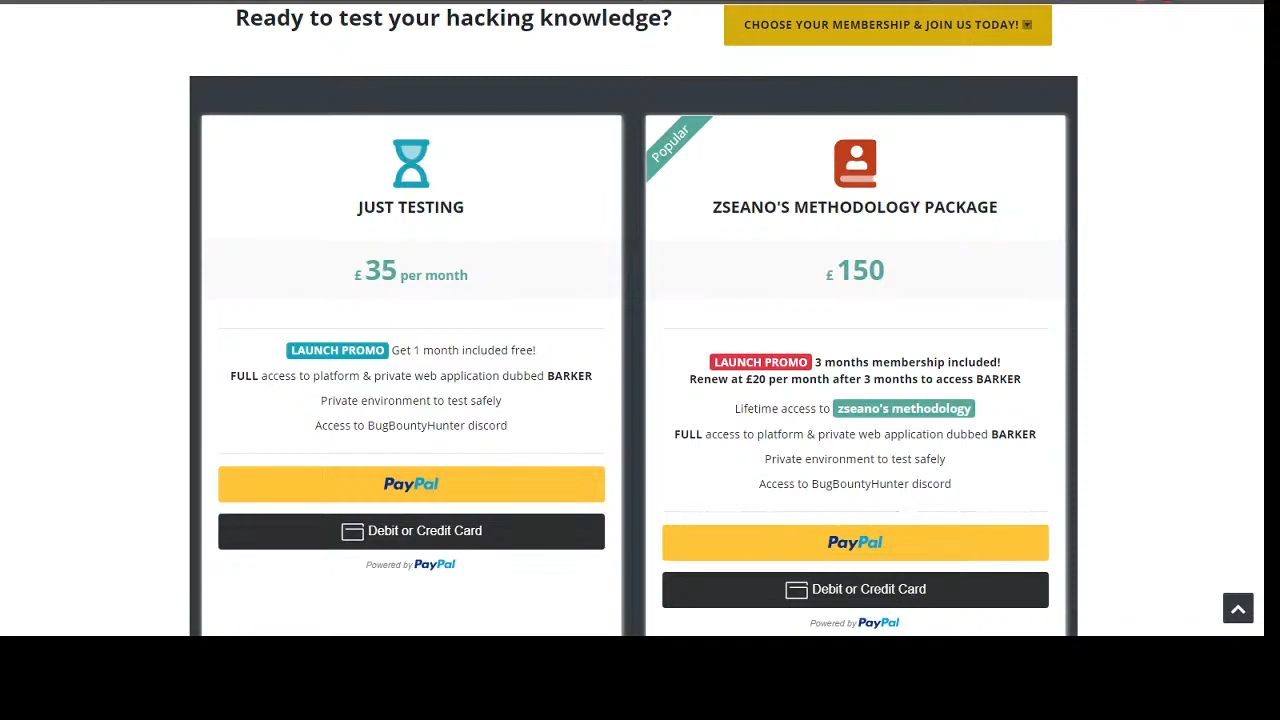 Ready to test your hacking knowledge?
CHOOSE YOUR MEMBERSHIP & JOIN US TODAY!
JUST TESTING
£ 35 per month
LAUNCH PROMO Get 1 month included free!
FULL access to platform & private web application dubbed BARKER
Private environment to test safely
Access to BugBountyHunter discord
PayPal
Debit or Credit Card
Powered by PayPal
Popular
ZSEANO'S METHODOLOGY PACKAGE
£ 150
LAUNCH PROMO 3 months membership included!
Renew at £20 per month after 3 months to access BARKER
Lifetime access to zseano's methodology
FULL access to platform & private web application dubbed BARKER
Private environment to test safely
Access to BugBountyHunter discord
PayPal
Debit or Credit Card
Powered by PayPal